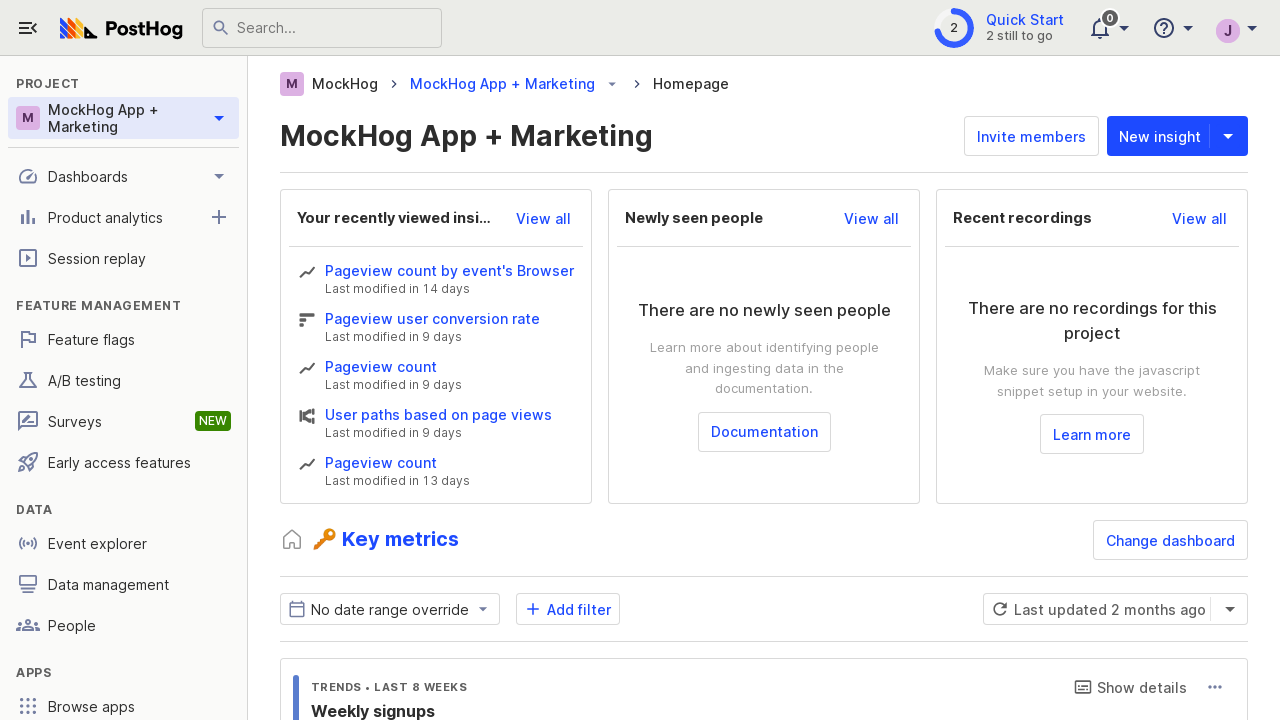 PostHog
Search...
2
Quick Start
2 still to go
0
J
PROJECT
M
MockHog App +
Marketing
Dashboards
Product analytics
Session replay
FEATURE MANAGEMENT
Feature flags
A/B testing
Surveys
NEW
Early access features
DATA
Event explorer
Data management
People
APPS
Browse apps
M MockHog MockHog App + Marketing Homepage
MockHog App + Marketing
Invite members
New insight
Your recently viewed insi...
View all
Pageview count by event's Browser
Last modified in 14 days
Pageview user conversion rate
Last modified in 9 days
Pageview count
Last modified in 9 days
User paths based on page views
Last modified in 9 days
Pageview count
Last modified in 13 days
Newly seen people
View all
There are no newly seen people
Learn more about identifying people
and ingesting data in the
documentation.
Documentation
Recent recordings
View all
There are no recordings for this
project
Make sure you have the javascript
snippet setup in your website.
Learn more
🔑 Key metrics
Change dashboard
No date range override
Add filter
Last updated 2 months ago
TRENDS • LAST 8 WEEKS
Show details
Weekly signups